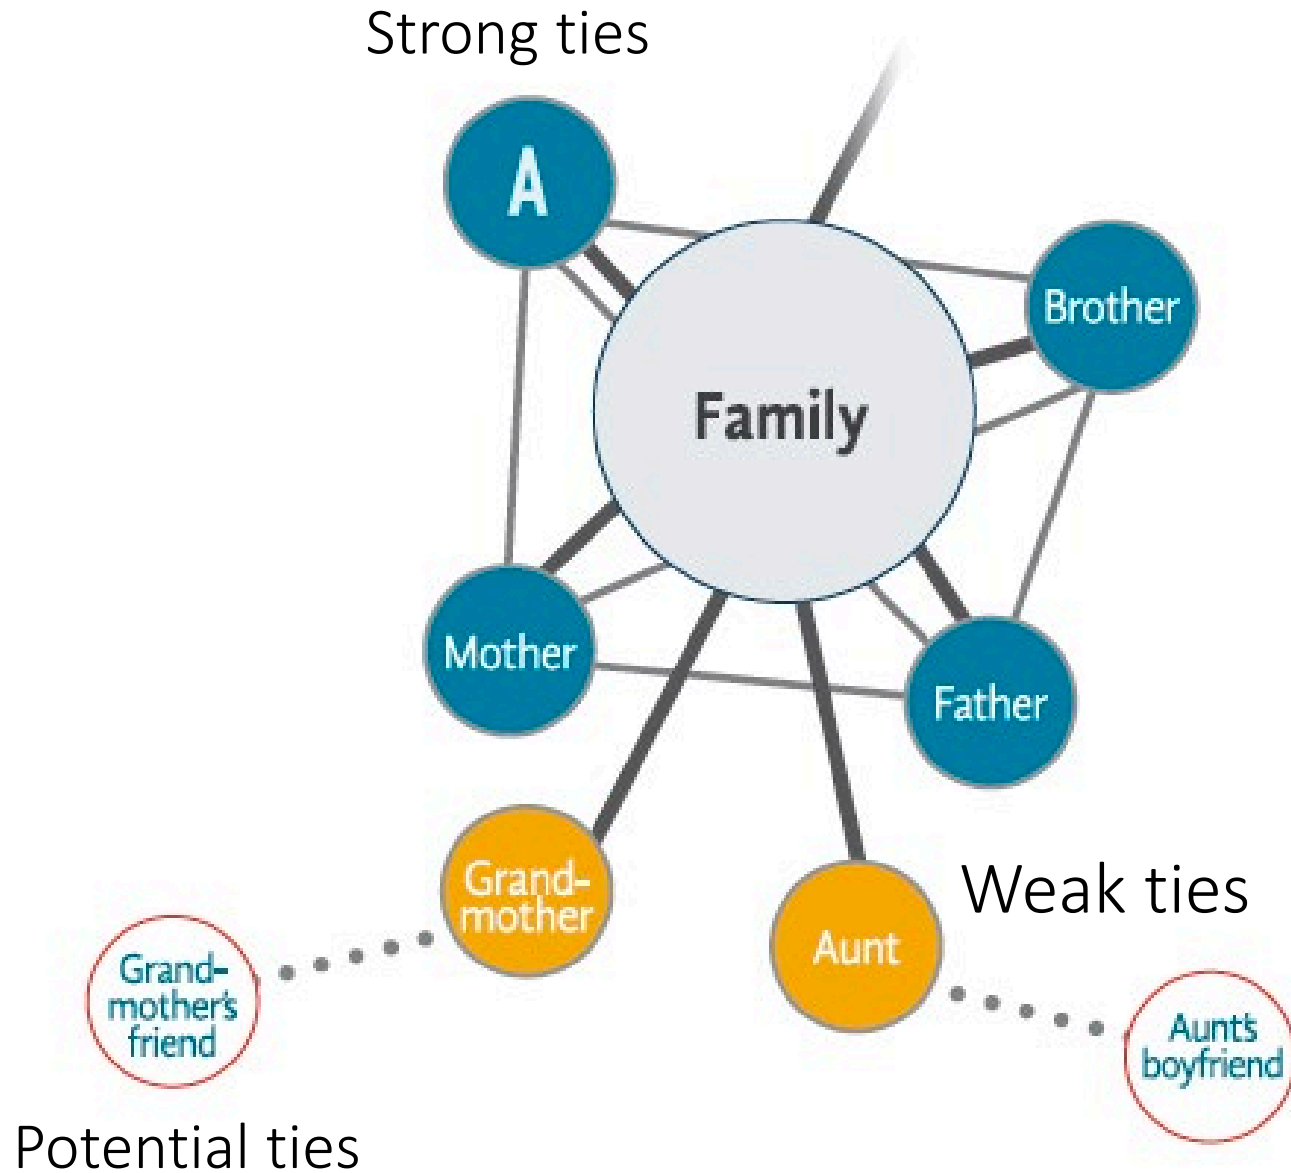 Strong ties
A
Brother
Family
Mother
Father
Grand-
mother
Weak ties
Aunt
Grand-
mother's
friend
Aunt's
boyfriend
Potential ties